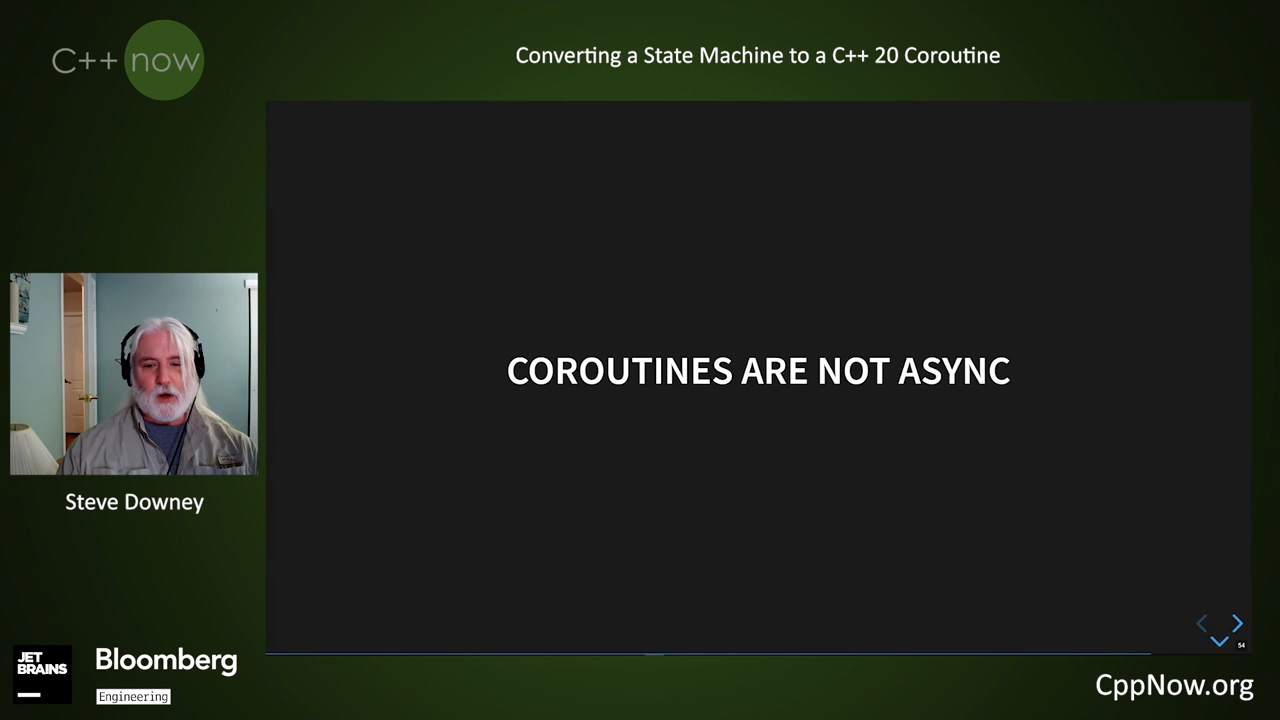 C++ now
Converting a State Machine to a C++ 20 Coroutine
COROUTINES ARE NOT ASYNC
Steve Downey
54
JET
BRAINS
Bloomberg
Engineering
CppNow.org